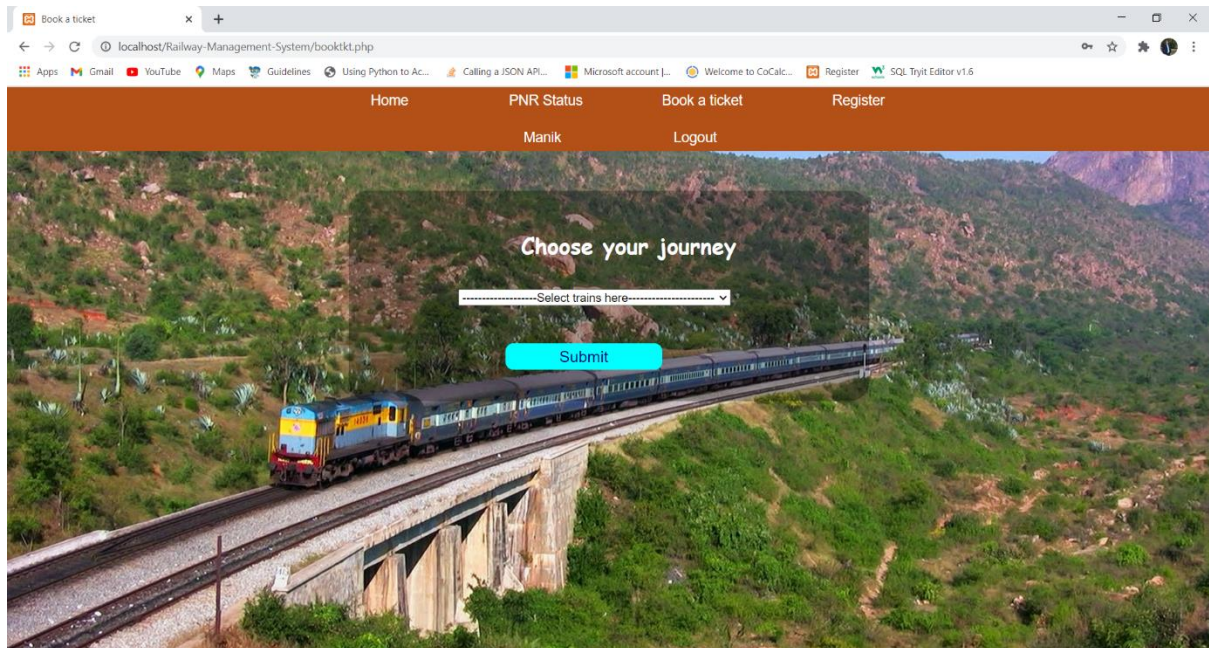 Book a ticket
localhost/Railway-Management-System/booktkt.php
Apps Gmail YouTube Maps Guidelines Using Python to Ac... Calling a JSON API... Microsoft account |... Welcome to CoCalc... Register SQL Tryit Editor v1.6
Home PNR Status Book a ticket Register
Manik Logout
Choose your journey
-------------------Select trains here----------------------
Submit